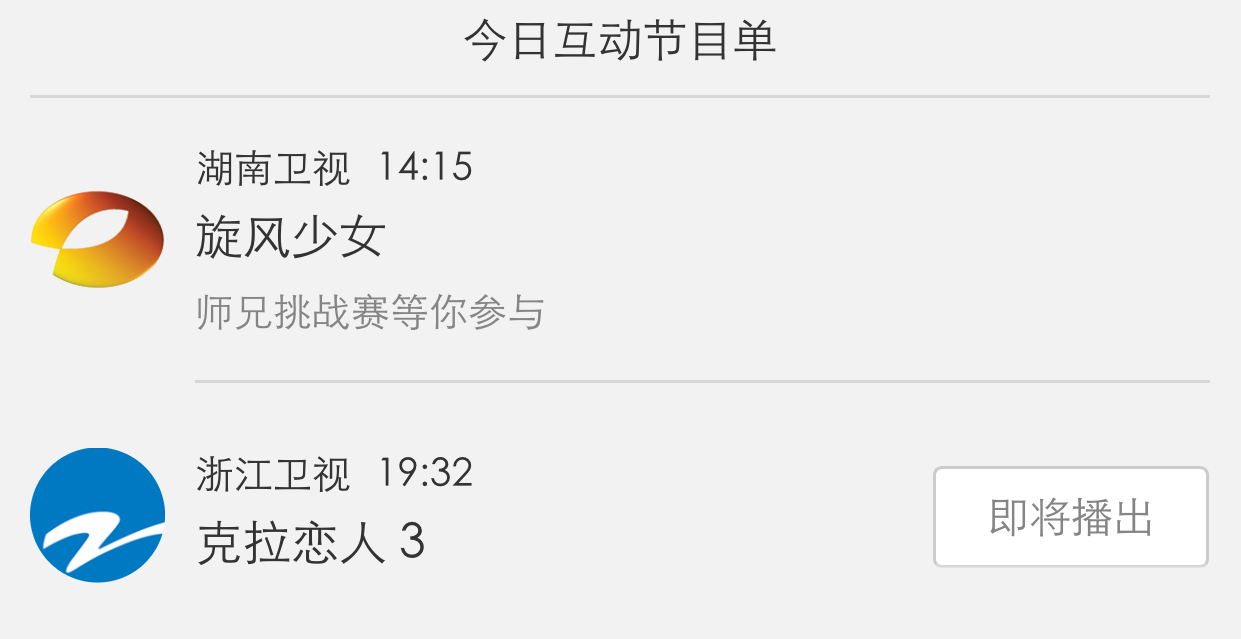 今日互动节目单
湖南卫视 14:15
旋风少女
师兄挑战赛等你参与
浙江卫视 19:32
克拉恋人 3
即将播出